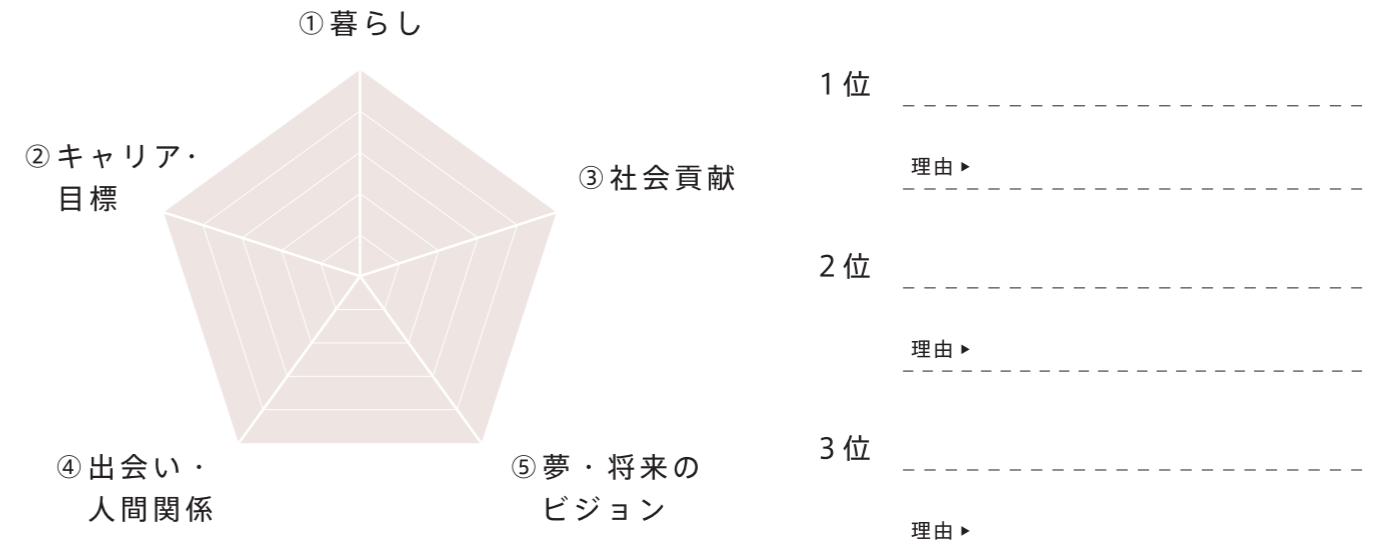 ①暮らし
②キャリア・
目標
③社会貢献
④出会い・
人間関係
⑤夢・将来の
ビジョン
1位
理由▶
2位
理由▶
3位
理由▶